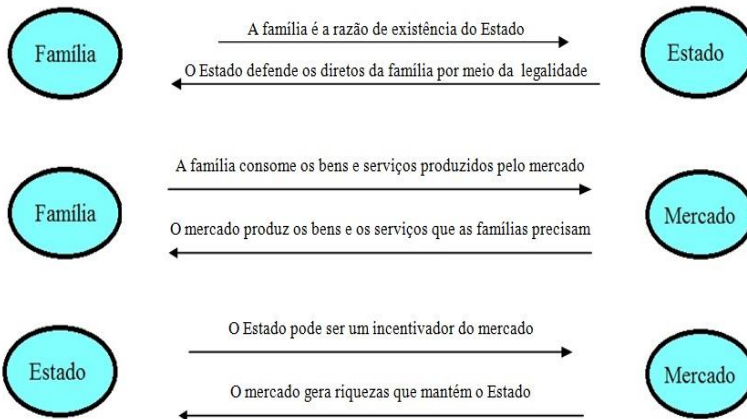 A família é a razão de existência do Estado
Família
Estado
O Estado defende os diretos da família por meio da legalidade
A família consome os bens e serviços produzidos pelo mercado
Família
Mercado
O mercado produz os bens e os serviços que as famílias precisam
O Estado pode ser um incentivador do mercado
Estado
Mercado
O mercado gera riquezas que mantém o Estado